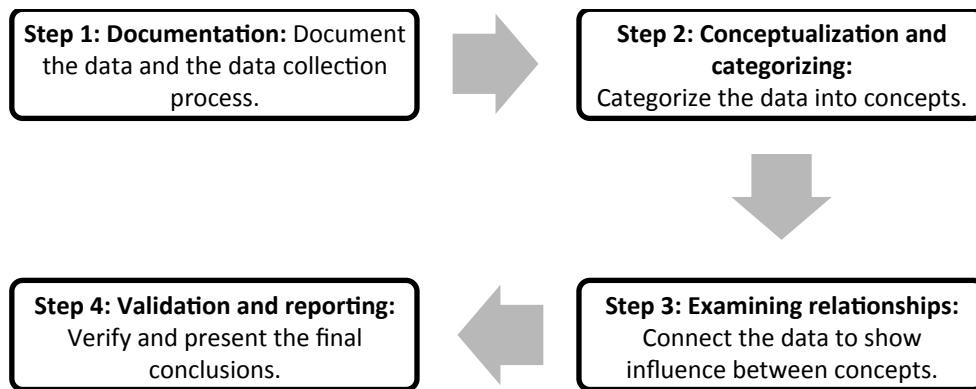 Step 1: Documentation: Document
the data and the data collection
process.
Step 2: Conceptualization and
categorizing:
Categorize the data into concepts.
Step 3: Examining relationships:
Connect the data to show
influence between concepts.
Step 4: Validation and reporting:
Verify and present the final
conclusions.